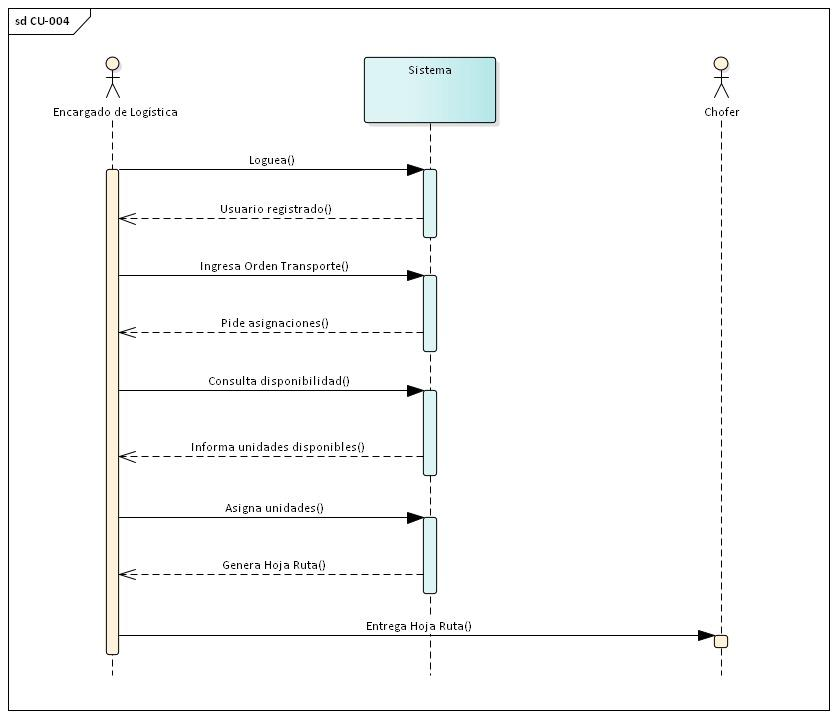 sd CU-004
Sistema
Encargado de Logística
Chofer
Loguea()
Usuario registrado()
Ingresa Orden Transporte()
Pide asignaciones()
Consulta disponibilidad()
Informa unidades disponibles()
Asigna unidades()
Genera Hoja Ruta()
Entrega Hoja Ruta()